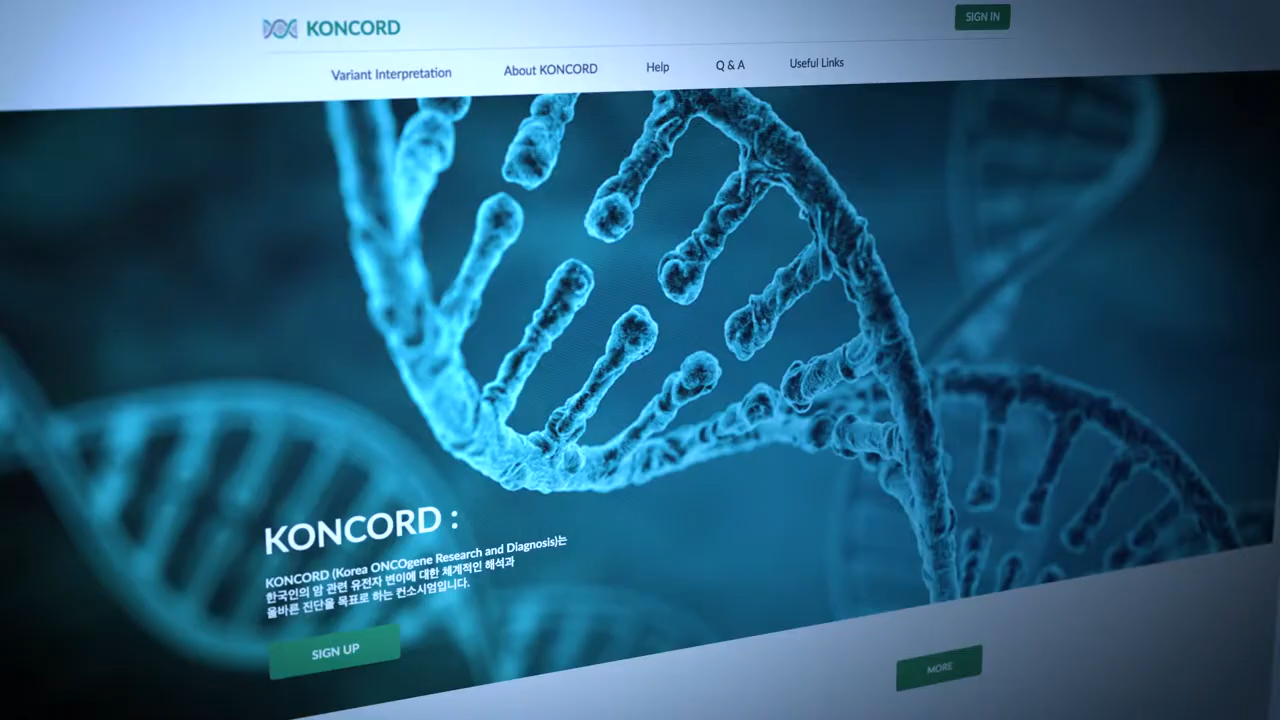 KONCORD
SIGN IN
Variant Interpretation
About KONCORD
Help
Q & A
Useful Links
KONCORD :
KONCORD (Korea ONCOgene Research and Diagnosis)는
한국인의 암 관련 유전자 변이에 대한 체계적인 해석과
올바른 진단을 목표로 하는 컨소시엄입니다.
SIGN UP
MORE